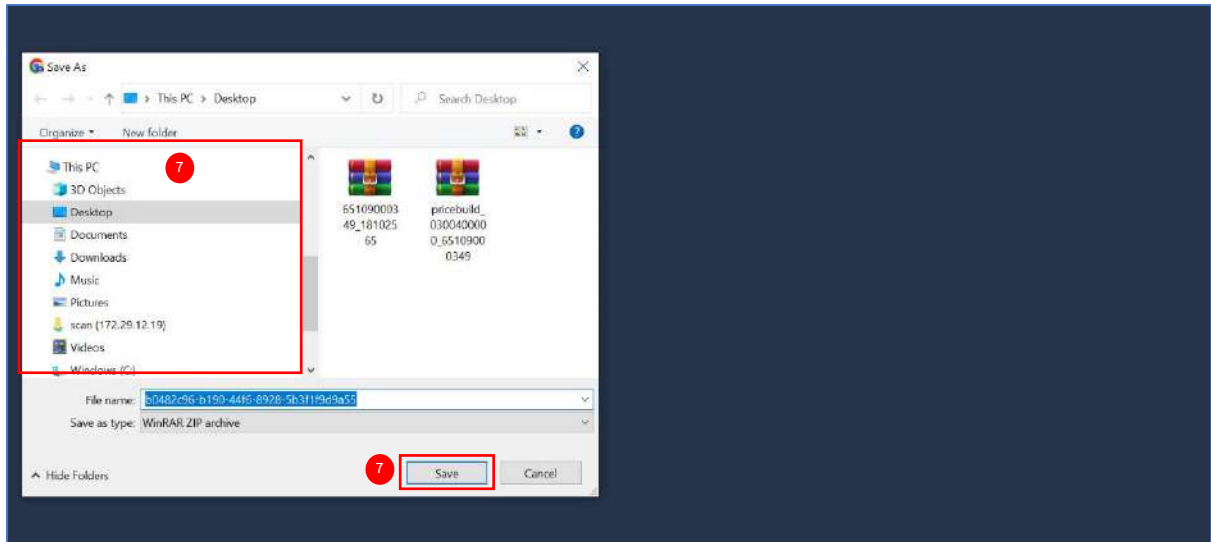 Save As
This PC > Desktop
Search Desktop
Organize
New folder
7
This PC
3D Objects
Desktop
Documents
Downloads
Music
Pictures
scan (172.29.12.19)
Videos
Windows (C:)
651090003
49_181025
65
pricebuild_
030040000
0_6510900
0349
File name: b0482c96-b190-44f6-8928-5b3f1f9d9a55
Save as type: WinRAR ZIP archive
Hide Folders
7
Save
Cancel